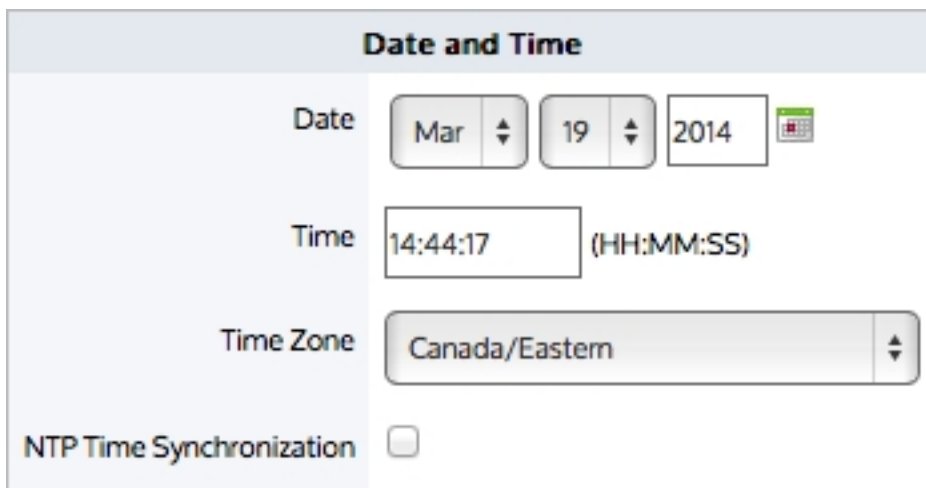 Date and Time
Date Mar 19 2014
Time 14:44:17 (HH:MM:SS)
Time Zone Canada/Eastern
NTP Time Synchronization